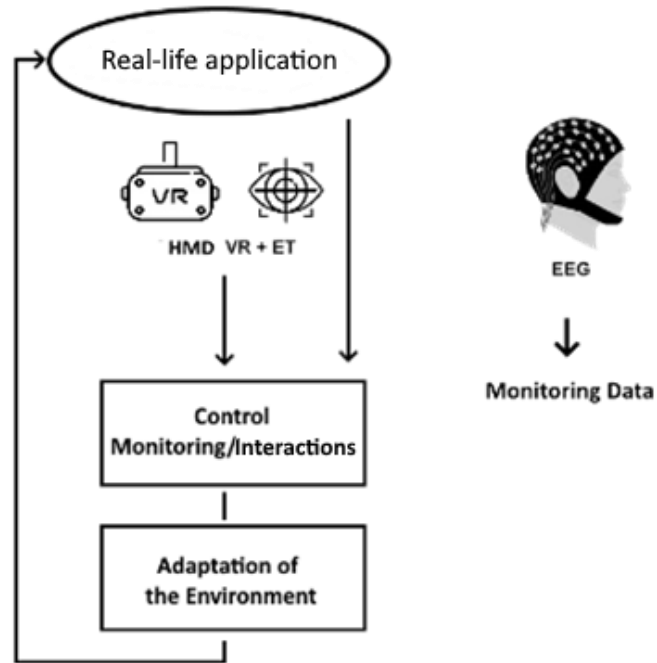 Real-life application
VR
HMD VR + ET
EEG
Monitoring Data
Control
Monitoring/Interactions
Adaptation of
the Environment